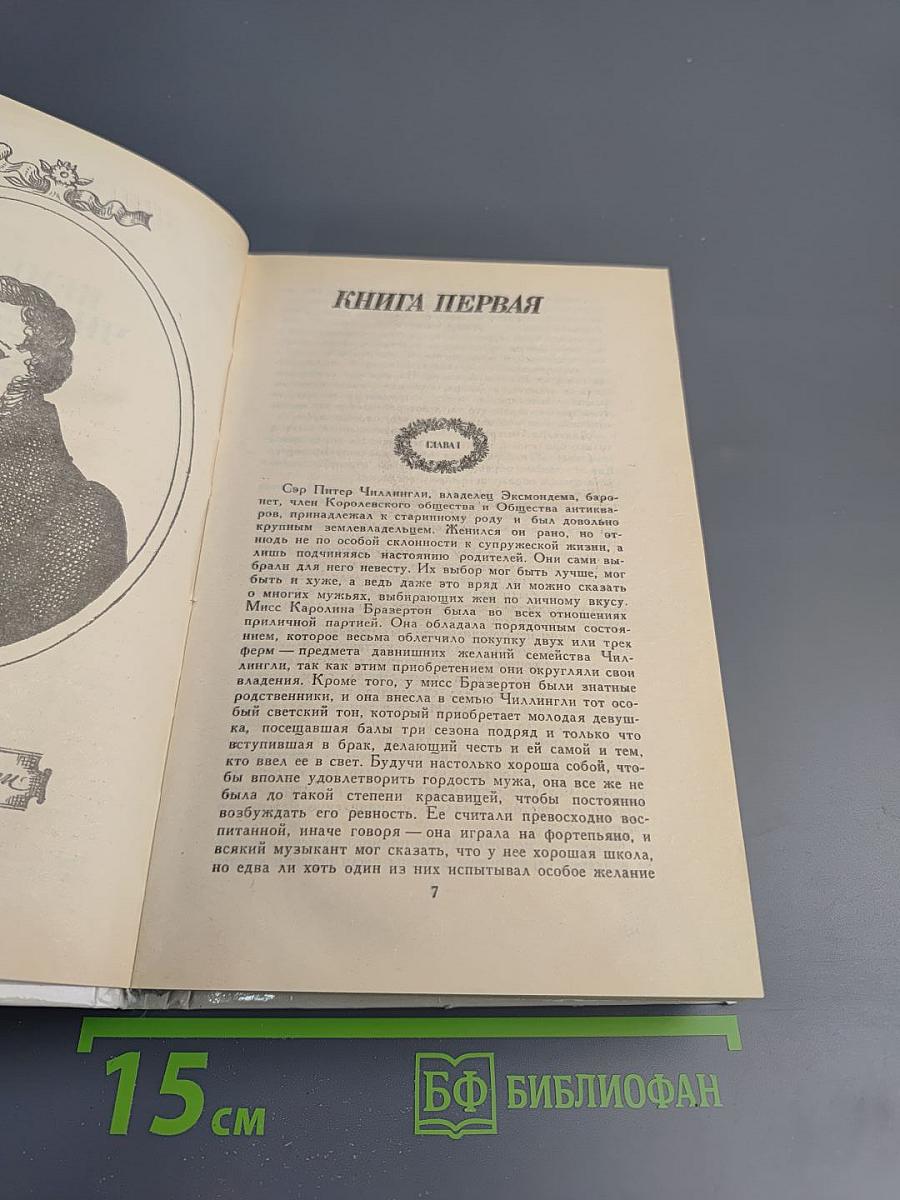 КНИГА ПЕРВАЯ
ГЛАВА I
Сэр Питер Чиллингли, владелец Эксмондема, баро-
нет, член Королевского общества и Общества антиква-
ров, принадлежал к старинному роду и был довольно
крупным землевладельцем. Женился он рано, но от-
нюдь не по особой склонности к супружеской жизни, а
лишь подчиняясь настоянию родителей. Они сами вы-
брали для него невесту. Их выбор мог быть лучше, мог
быть и хуже, а ведь даже это вряд ли можно сказать
о многих мужьях, выбирающих жен по личному вкусу.
Мисс Каролина Бразертон была во всех отношениях
приличной партией. Она обладала порядочным состоя-
нием, которое весьма облегчило покупку двух или трех
ферм — предмета давнишних желаний семейства Чил-
лингли, так как этим приобретением они округляли свои
владения. Кроме того, у мисс Бразертон были знатные
родственники, и она внесла в семью Чиллингли тот осо-
бый светский тон, который приобретает молодая девуш-
ка, посещавшая балы три сезона подряд и только что
вступившая в брак, делающий честь и ей самой и тем,
кто ввел ее в свет. Будучи настолько хороша собой, что-
бы вполне удовлетворить гордость мужа, она все же не
была до такой степени красавицей, чтобы постоянно
возбуждать его ревность. Ее считали превосходно вос-
питанной, иначе говоря — она играла на фортепьяно, и
всякий музыкант мог сказать, что у нее хорошая школа,
но едва ли хоть один из них испытывал особое желание
7
15 см
БФ БИБЛИОФАН